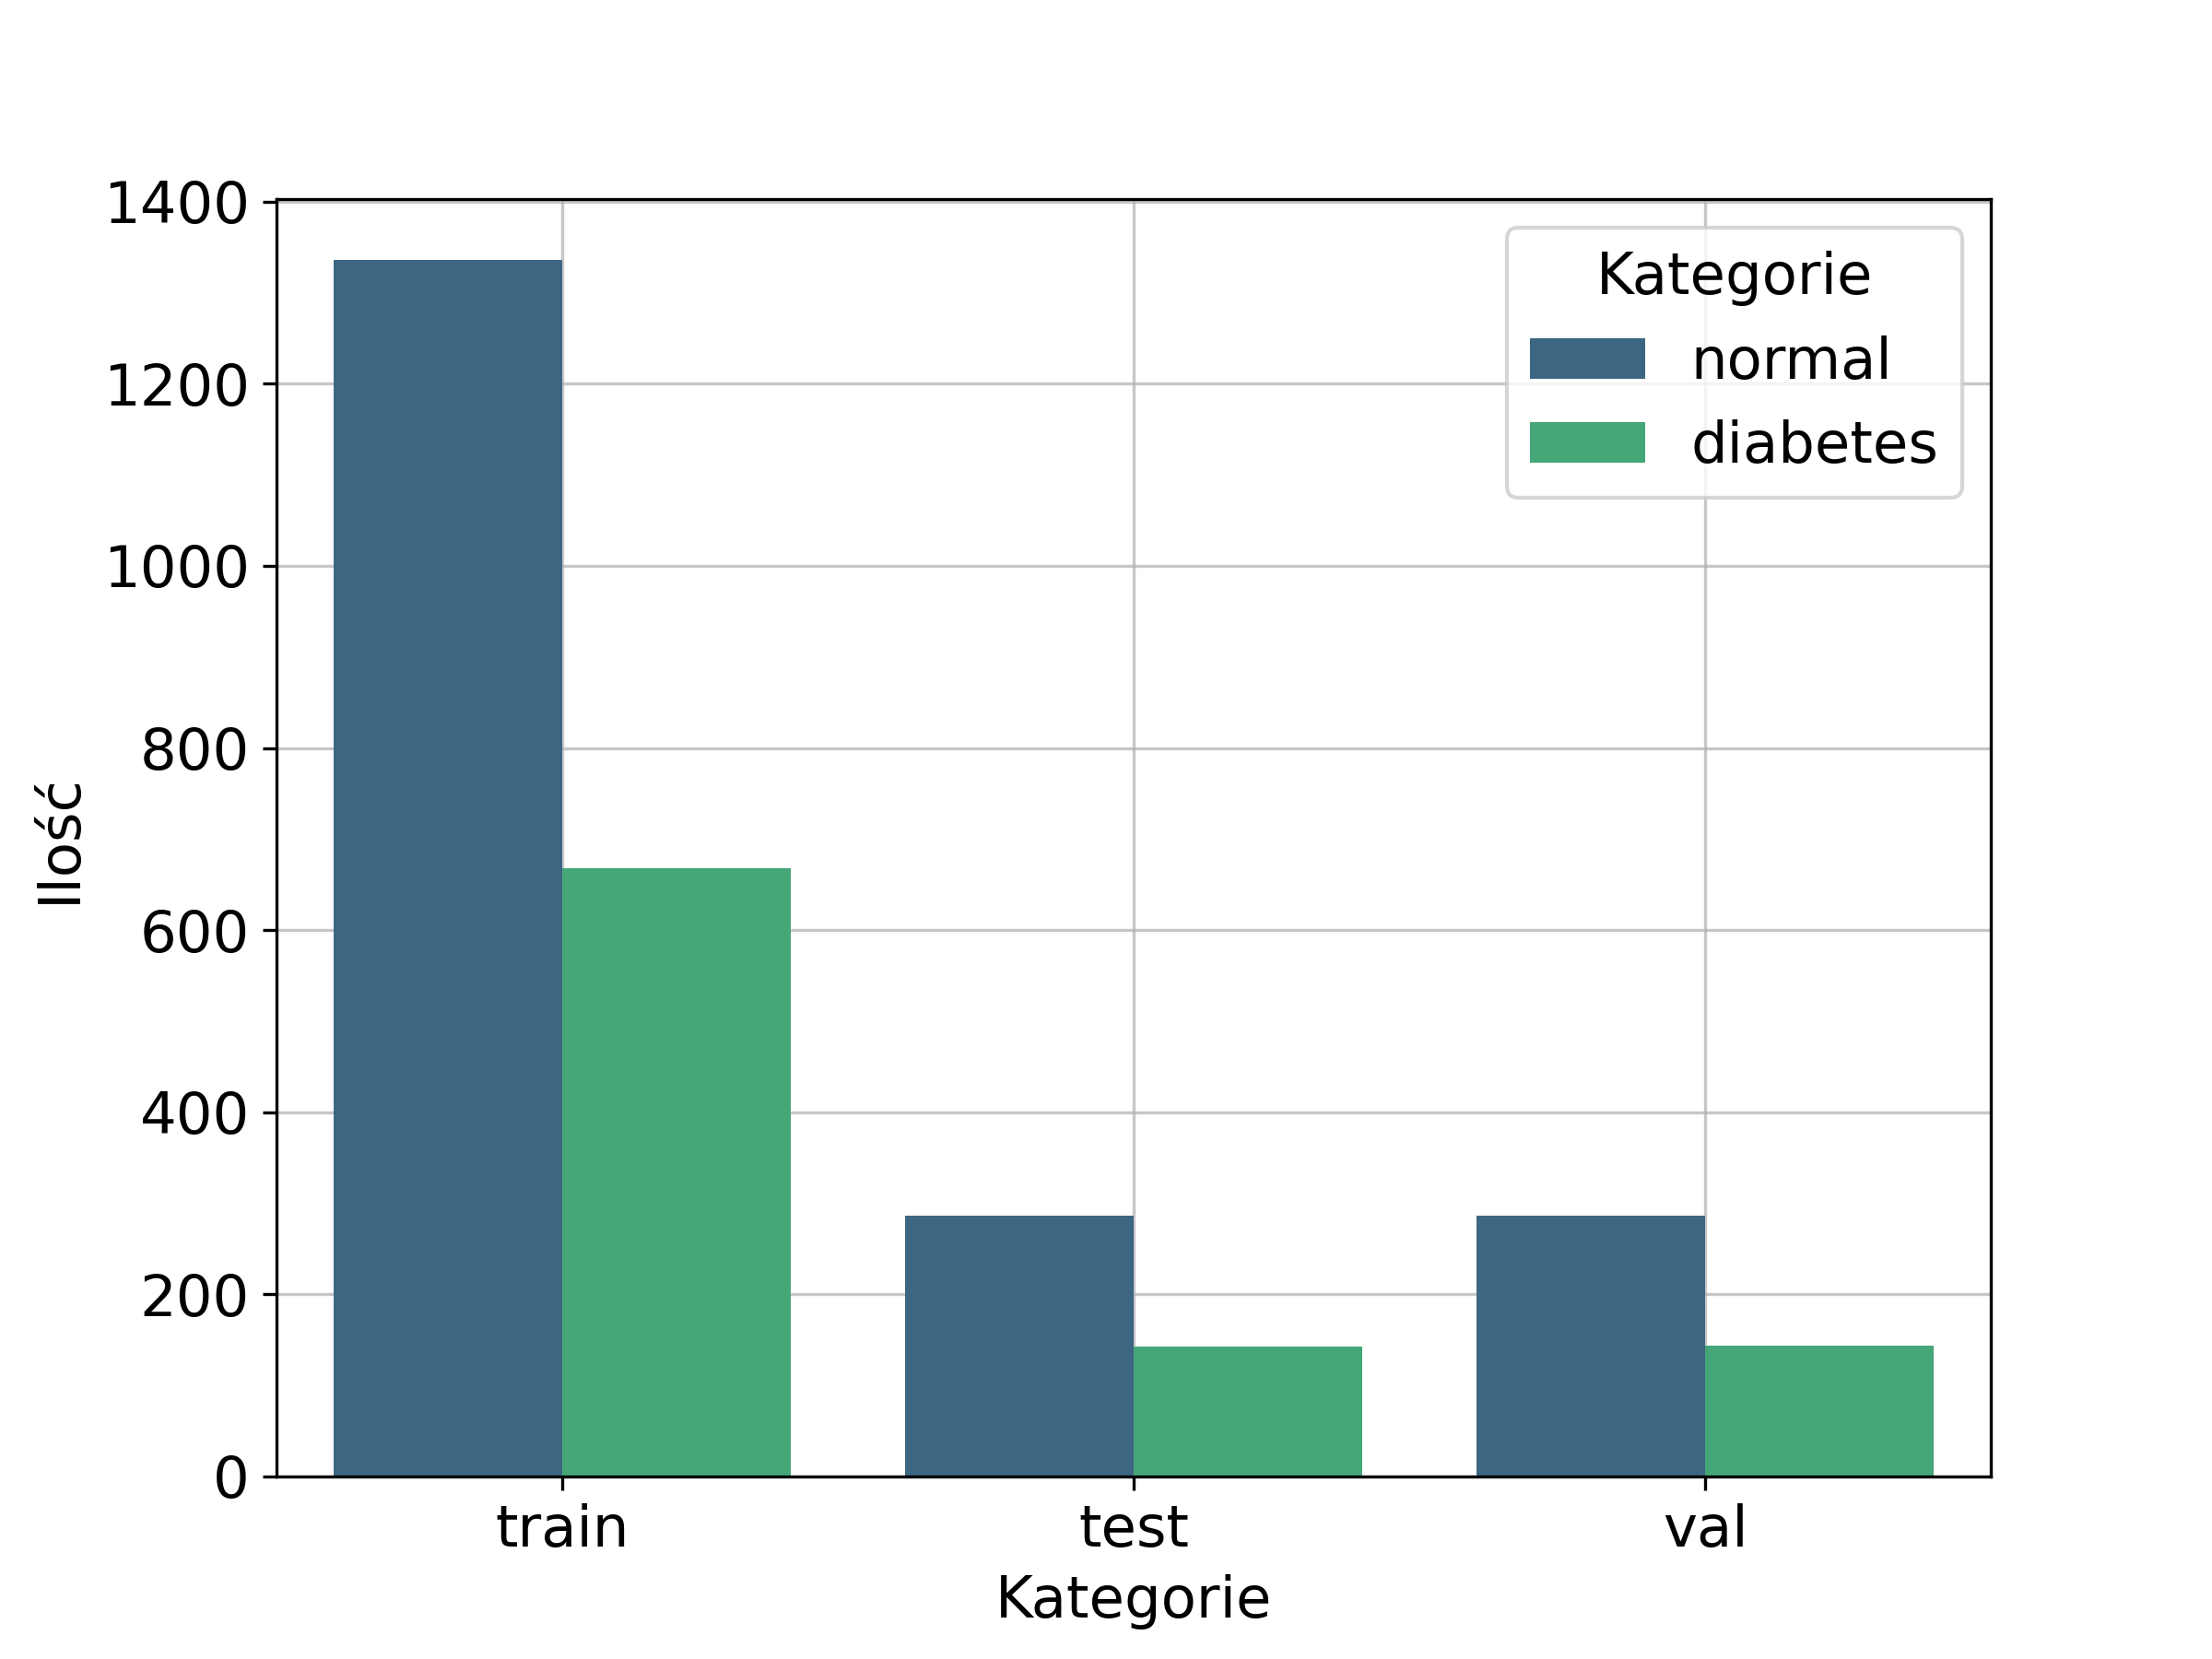 1400
1200
1000
800
600
400
200
0
Ilość
train
test
val
Kategorie
Kategorie
normal
diabetes